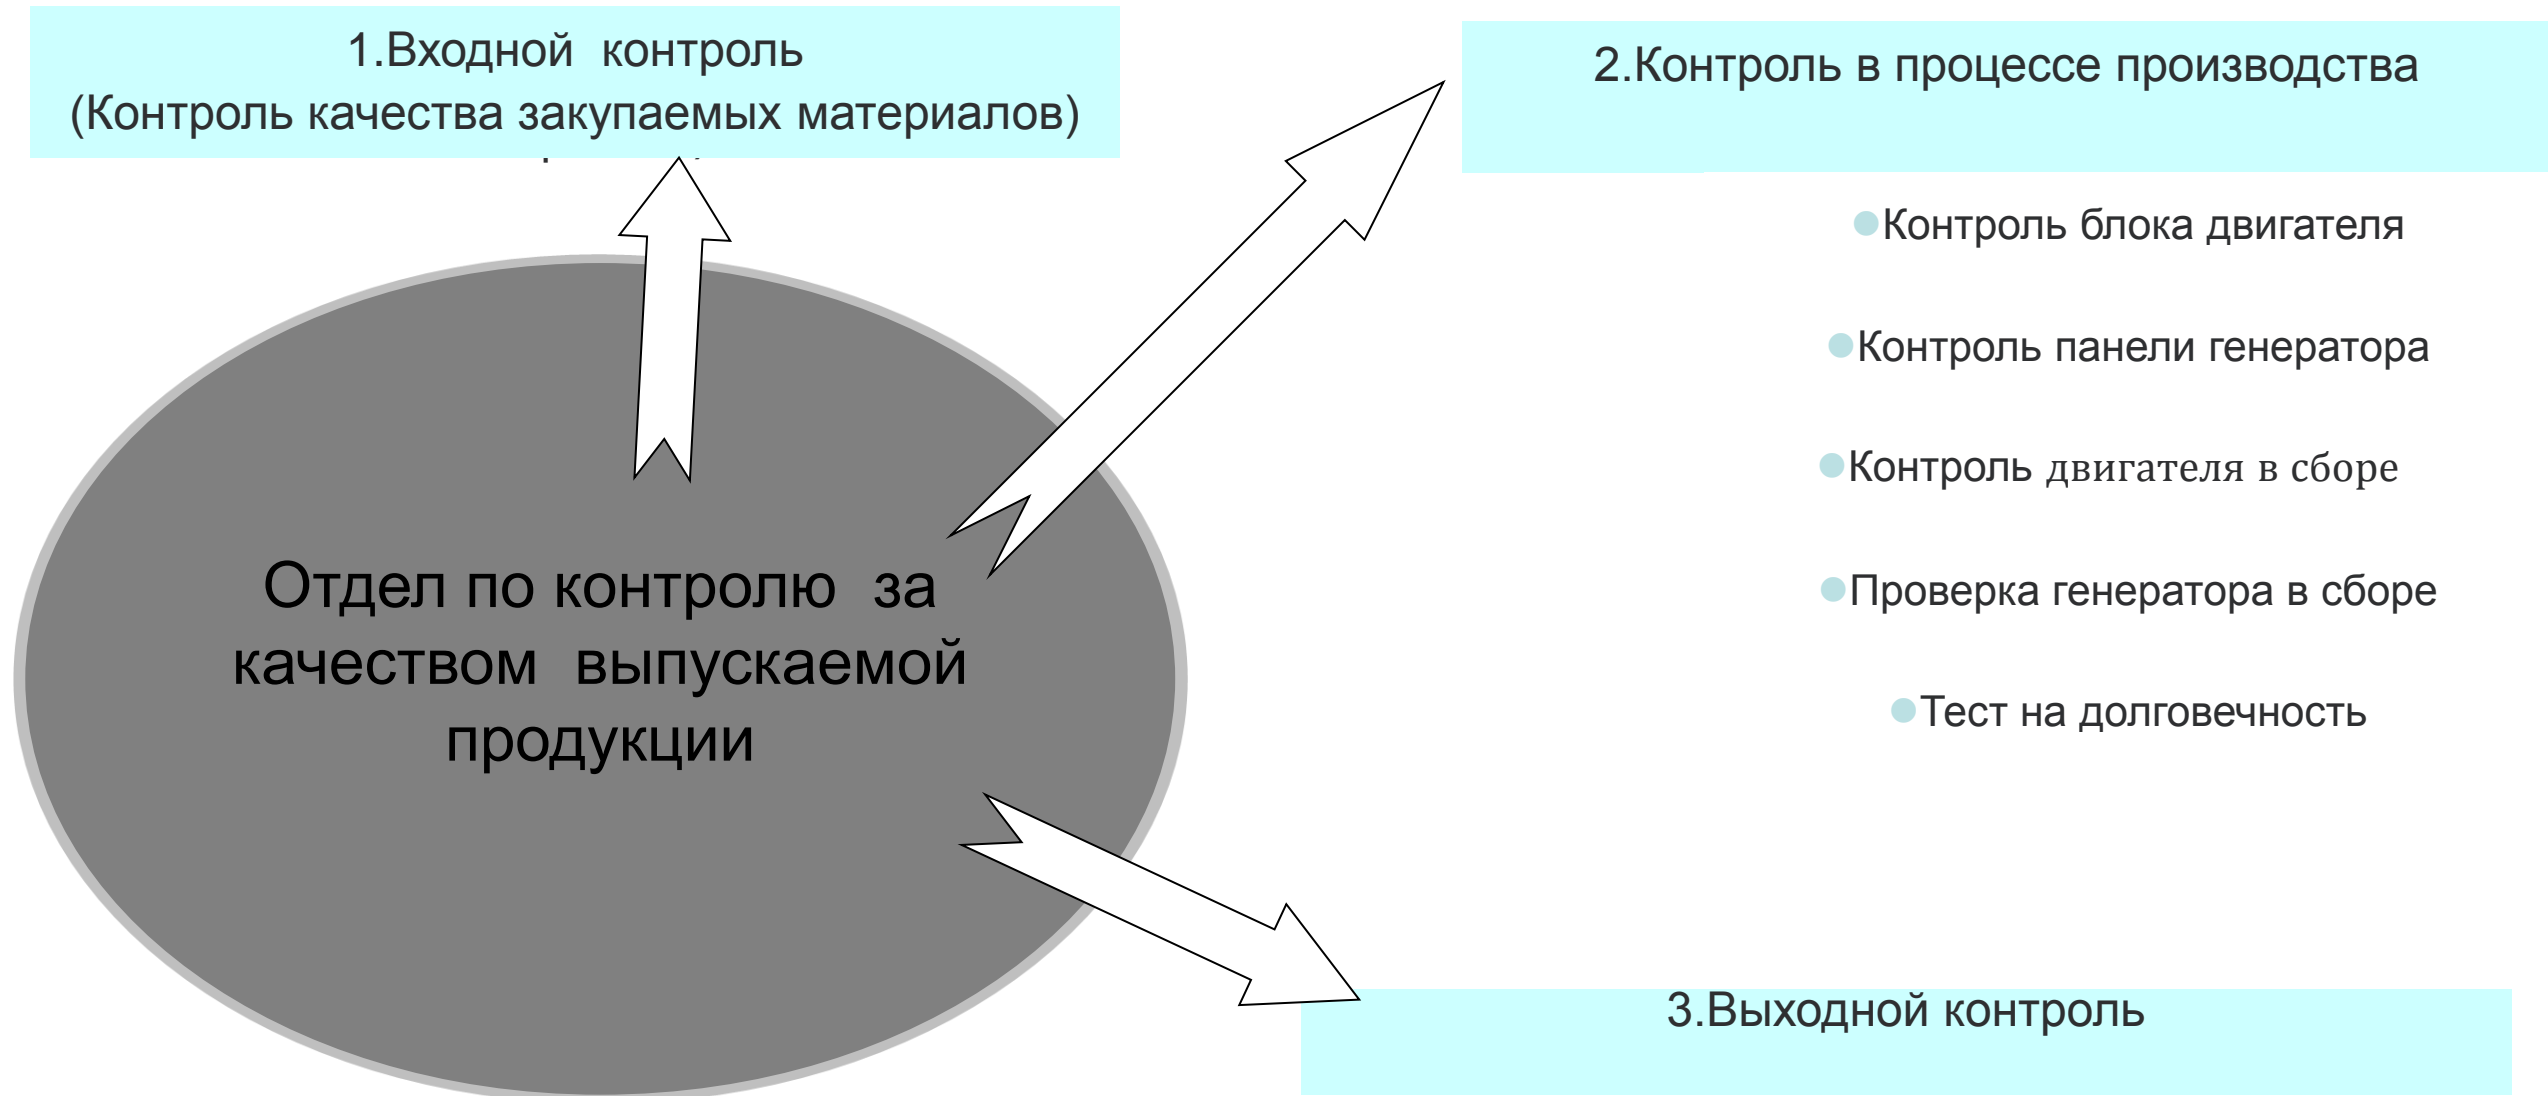 1.Входной контроль
(Контроль качества закупаемых материалов)
2.Контроль в процессе производства
Контроль блока двигателя
Контроль панели генератора
Контроль двигателя в сборе
Проверка генератора в сборе
Тест на долговечность
Отдел по контролю за
качеством выпускаемой
продукции
3.Выходной контроль